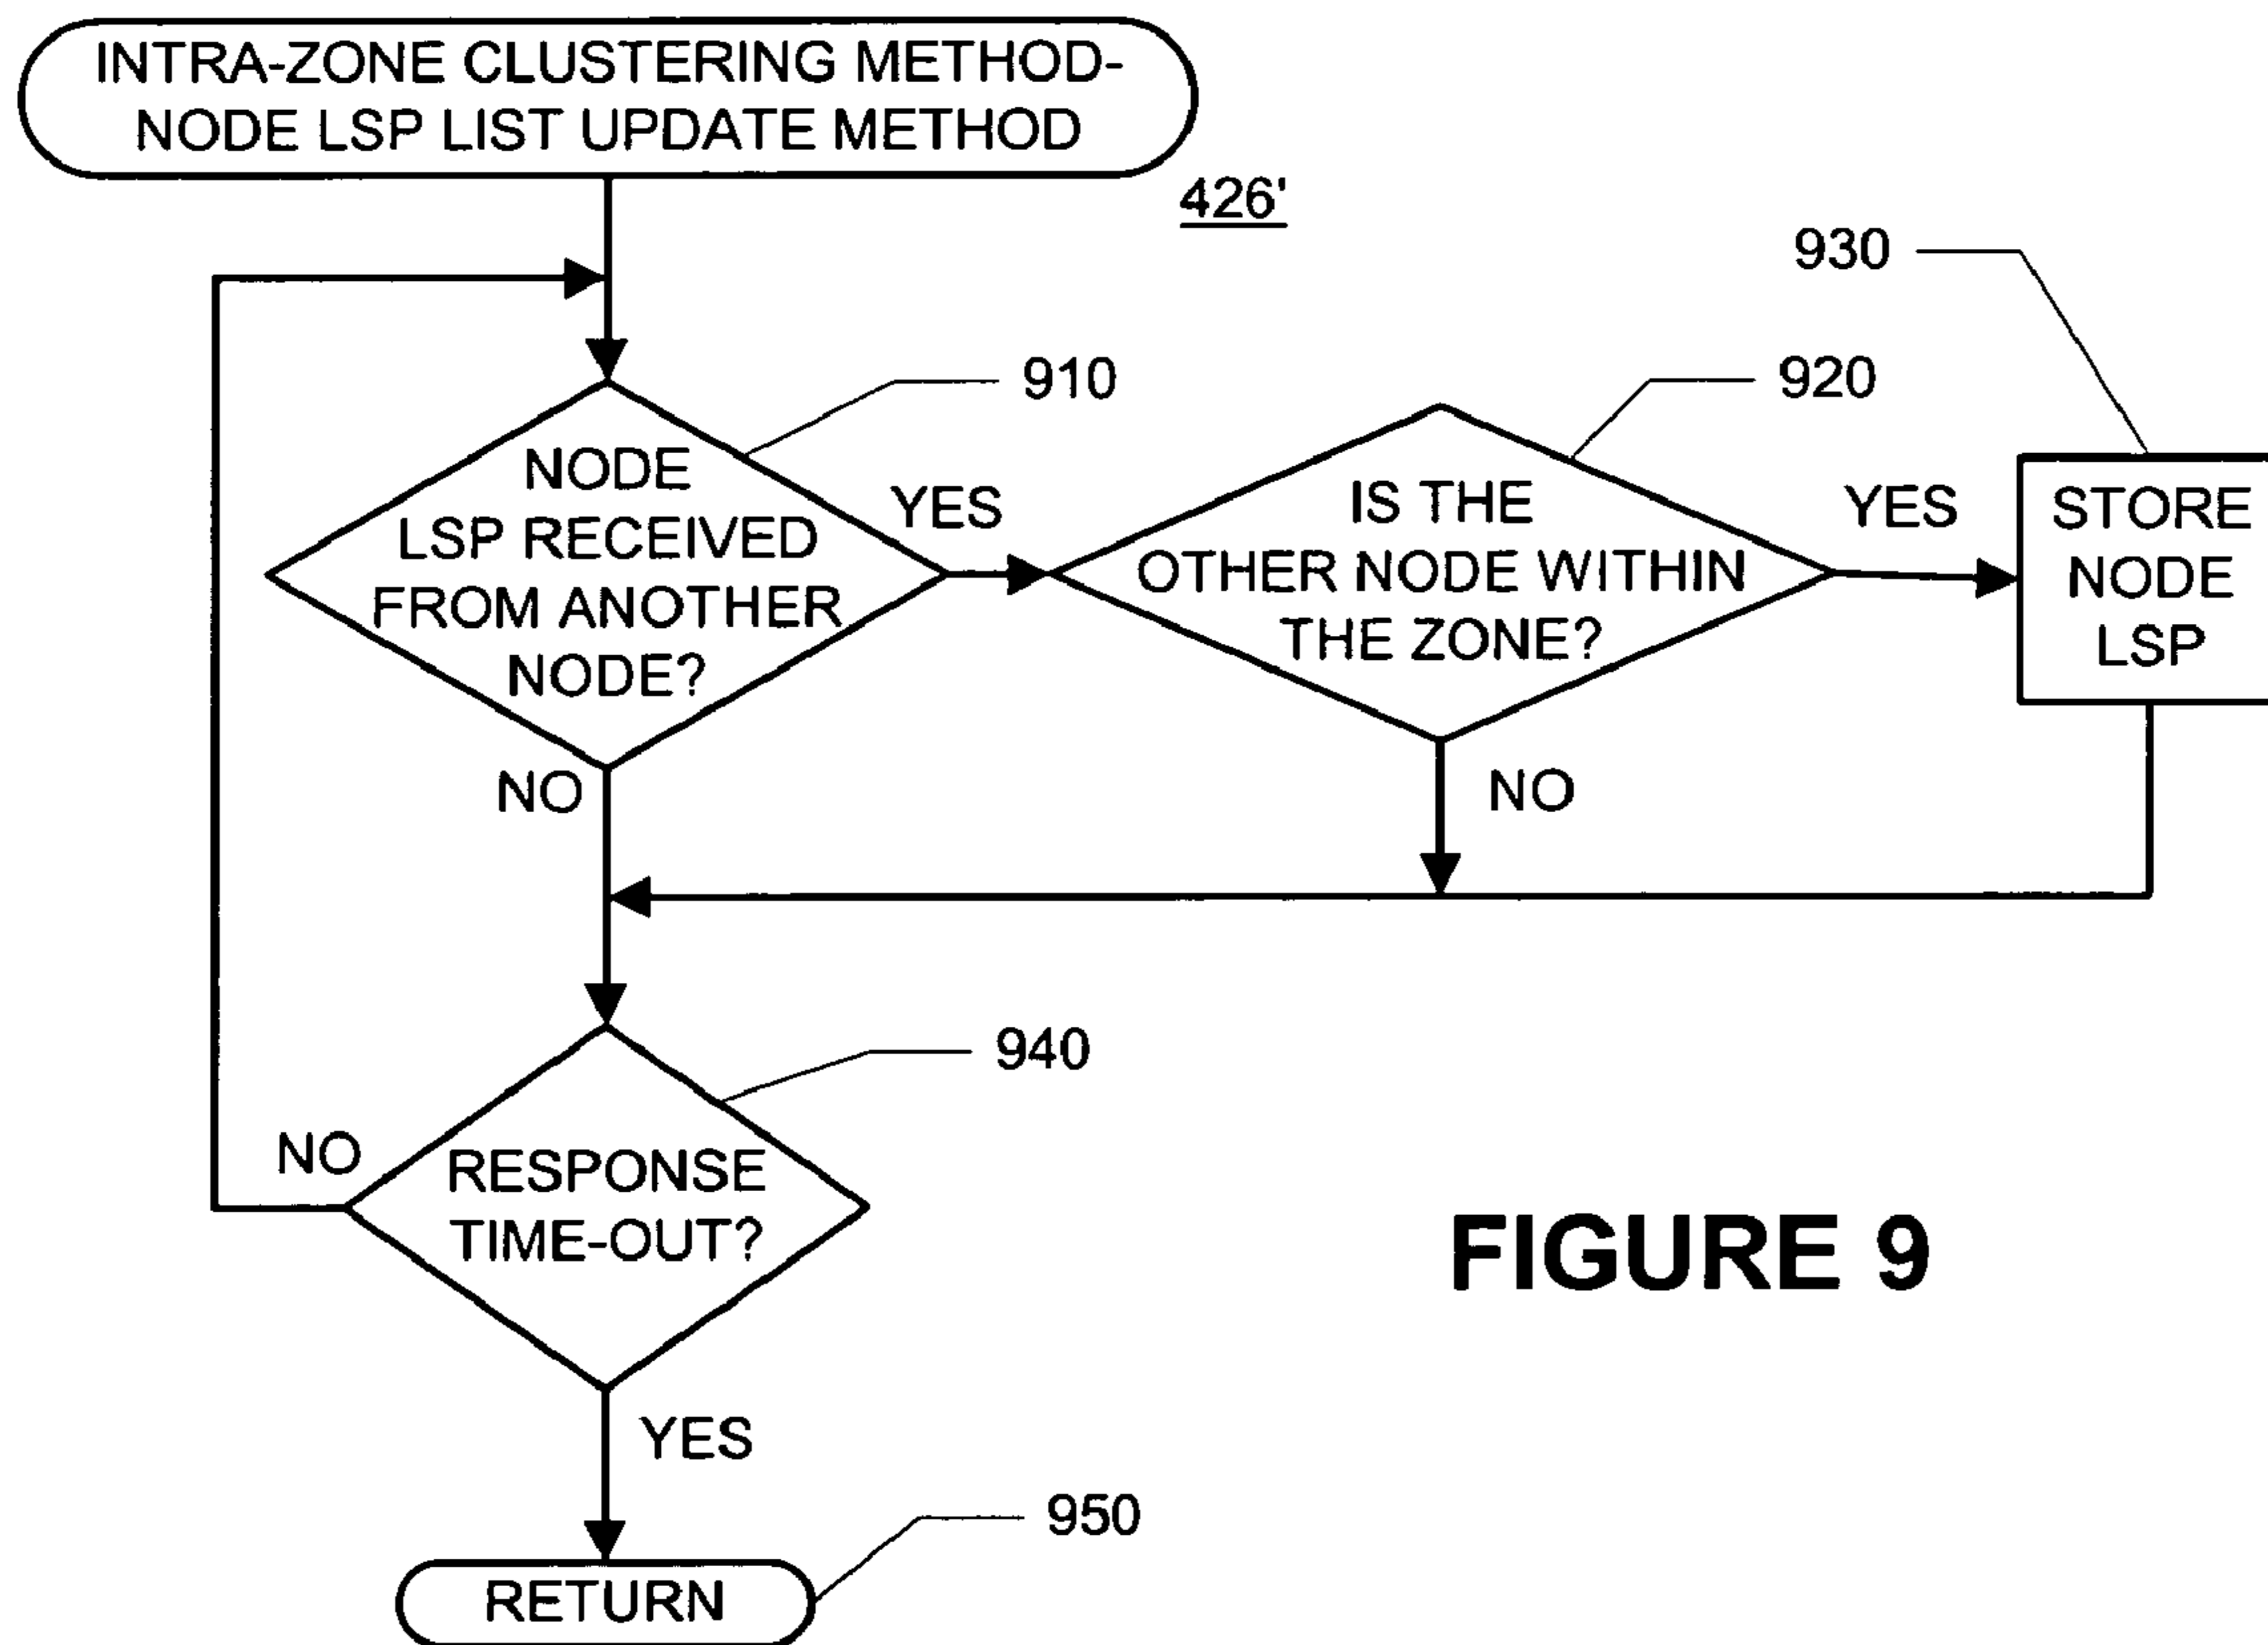 INTRA-ZONE CLUSTERING METHOD-
NODE LSP LIST UPDATE METHOD
426'
930
910
920
NODE
LSP RECEIVED
FROM ANOTHER
NODE?
YES
IS THE
OTHER NODE WITHIN
THE ZONE?
YES
STORE
NODE
LSP
NO
NO
940
NO
RESPONSE
TIME-OUT?
FIGURE 9
YES
950
RETURN